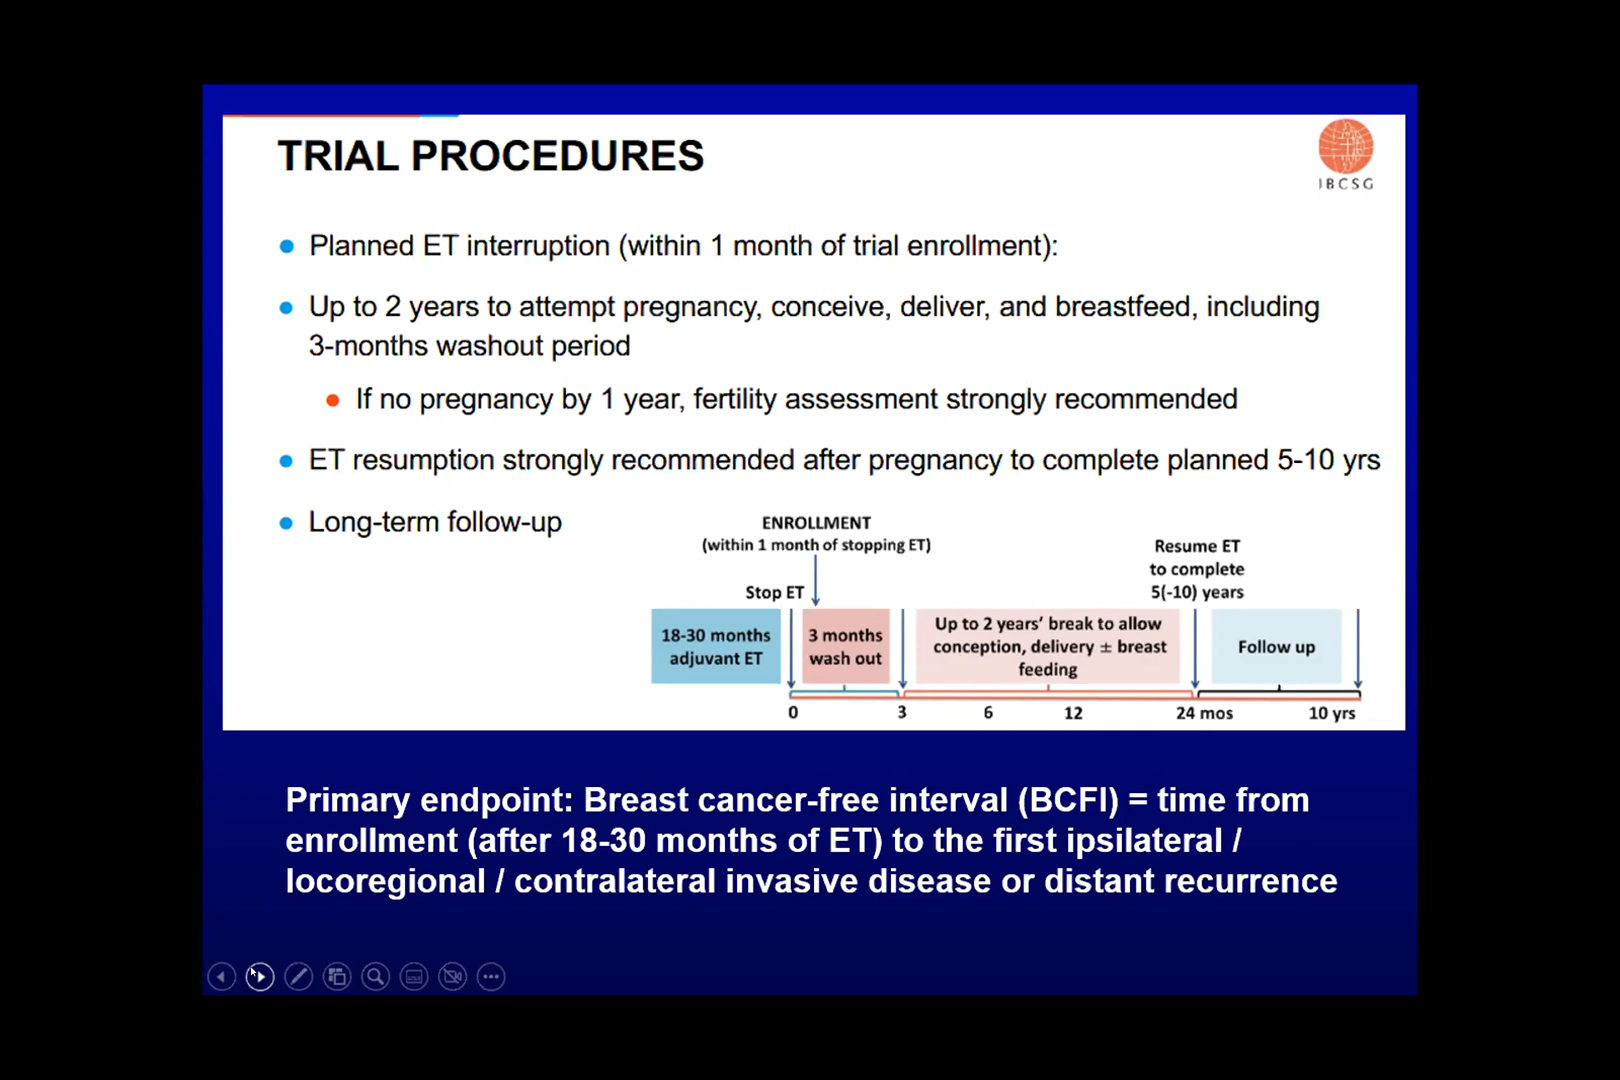 TRIAL PROCEDURES
IBCSG
Planned ET interruption (within 1 month of trial enrollment):
Up to 2 years to attempt pregnancy, conceive, deliver, and breastfeed, including
3-months washout period
If no pregnancy by 1 year, fertility assessment strongly recommended
ET resumption strongly recommended after pregnancy to complete planned 5-10 yrs
Long-term follow-up
ENROLLMENT
(within 1 month of stopping ET)
Stop ET
Resume ET
to complete
5(-10) years
18-30 months
adjuvant ET
3 months
wash out
Up to 2 years’ break to allow
conception, delivery ± breast
feeding
Follow up
0 3 6 12 24 mos 10 yrs
Primary endpoint: Breast cancer-free interval (BCFI) = time from
enrollment (after 18-30 months of ET) to the first ipsilateral /
locoregional / contralateral invasive disease or distant recurrence